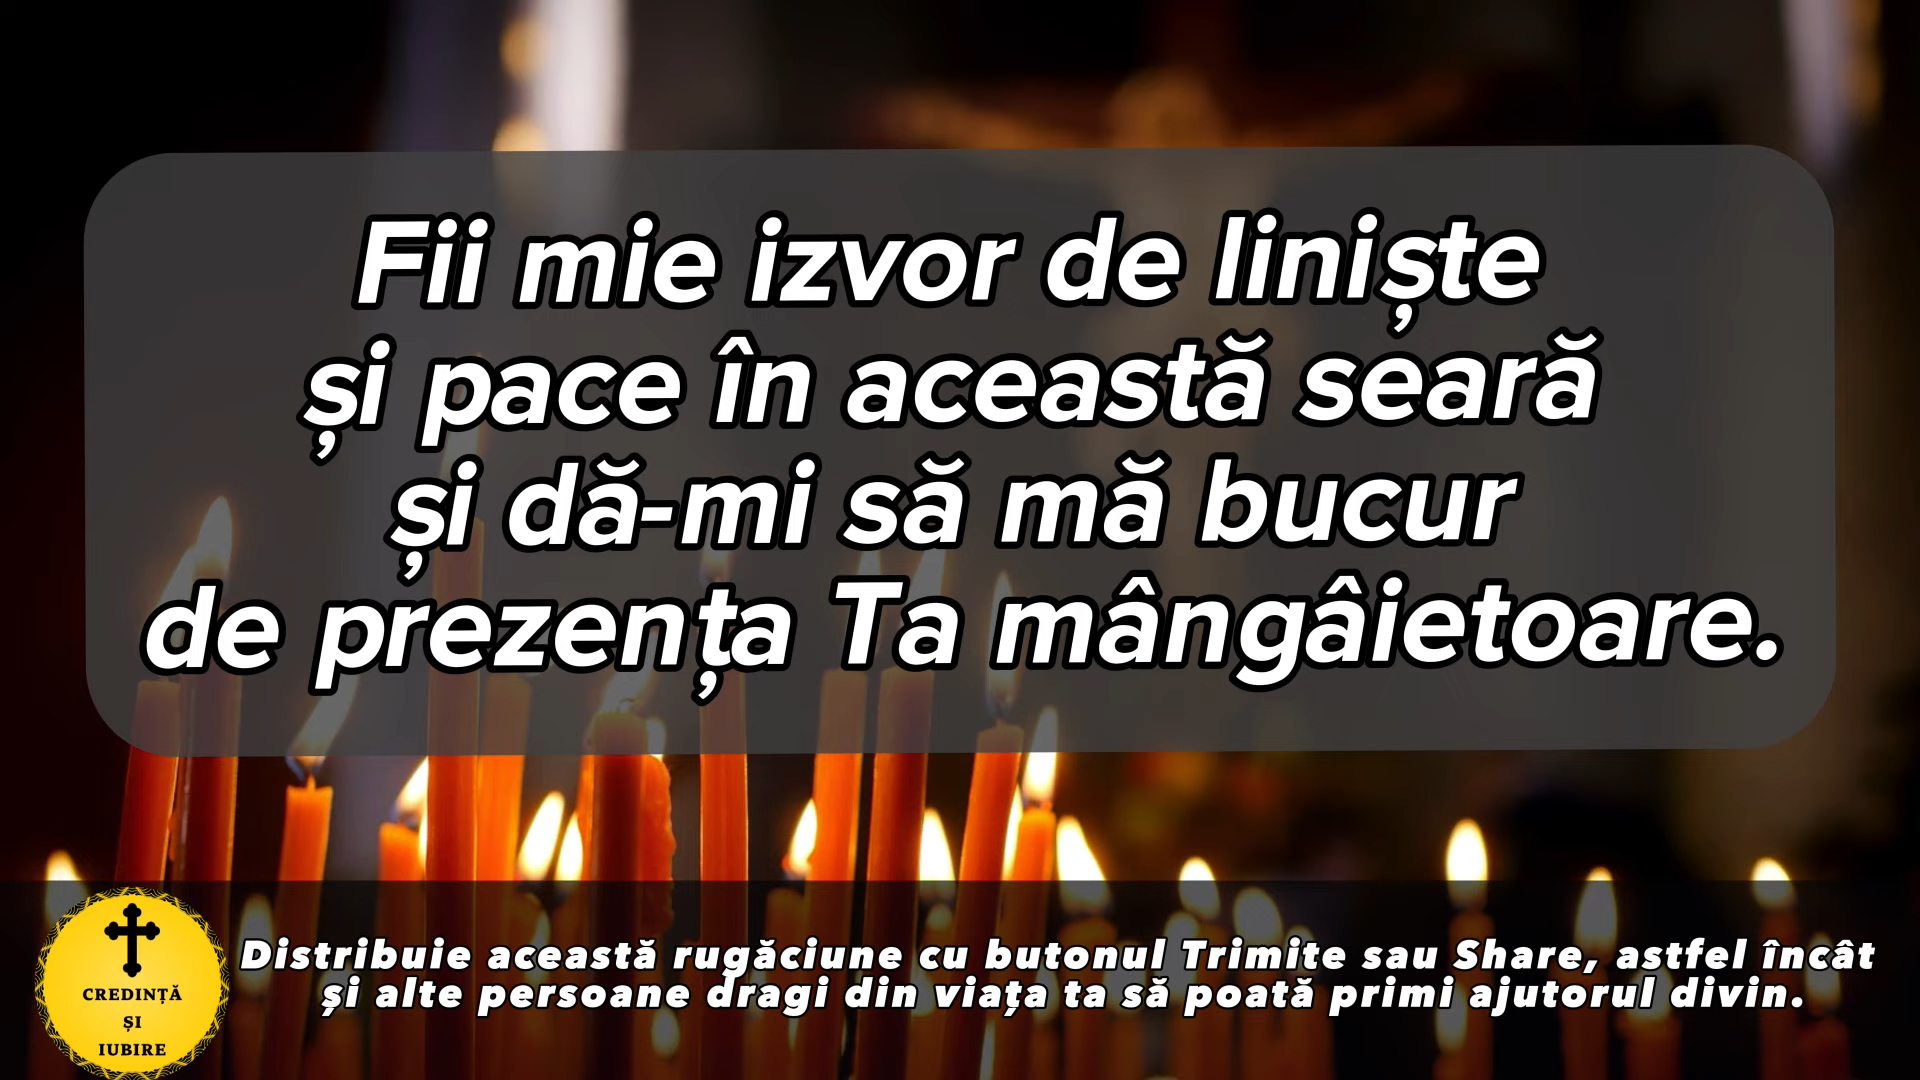 Fii mie izvor de liniște
și pace în această seară
și dă-mi să mă bucur
de prezența Ta mângâietoare.
Distribuie această rugăciune cu butonul Trimite sau Share, astfel încât
și alte persoane dragi din viața ta să poată primi ajutorul divin.
CREDINȚĂ
ȘI
IUBIRE